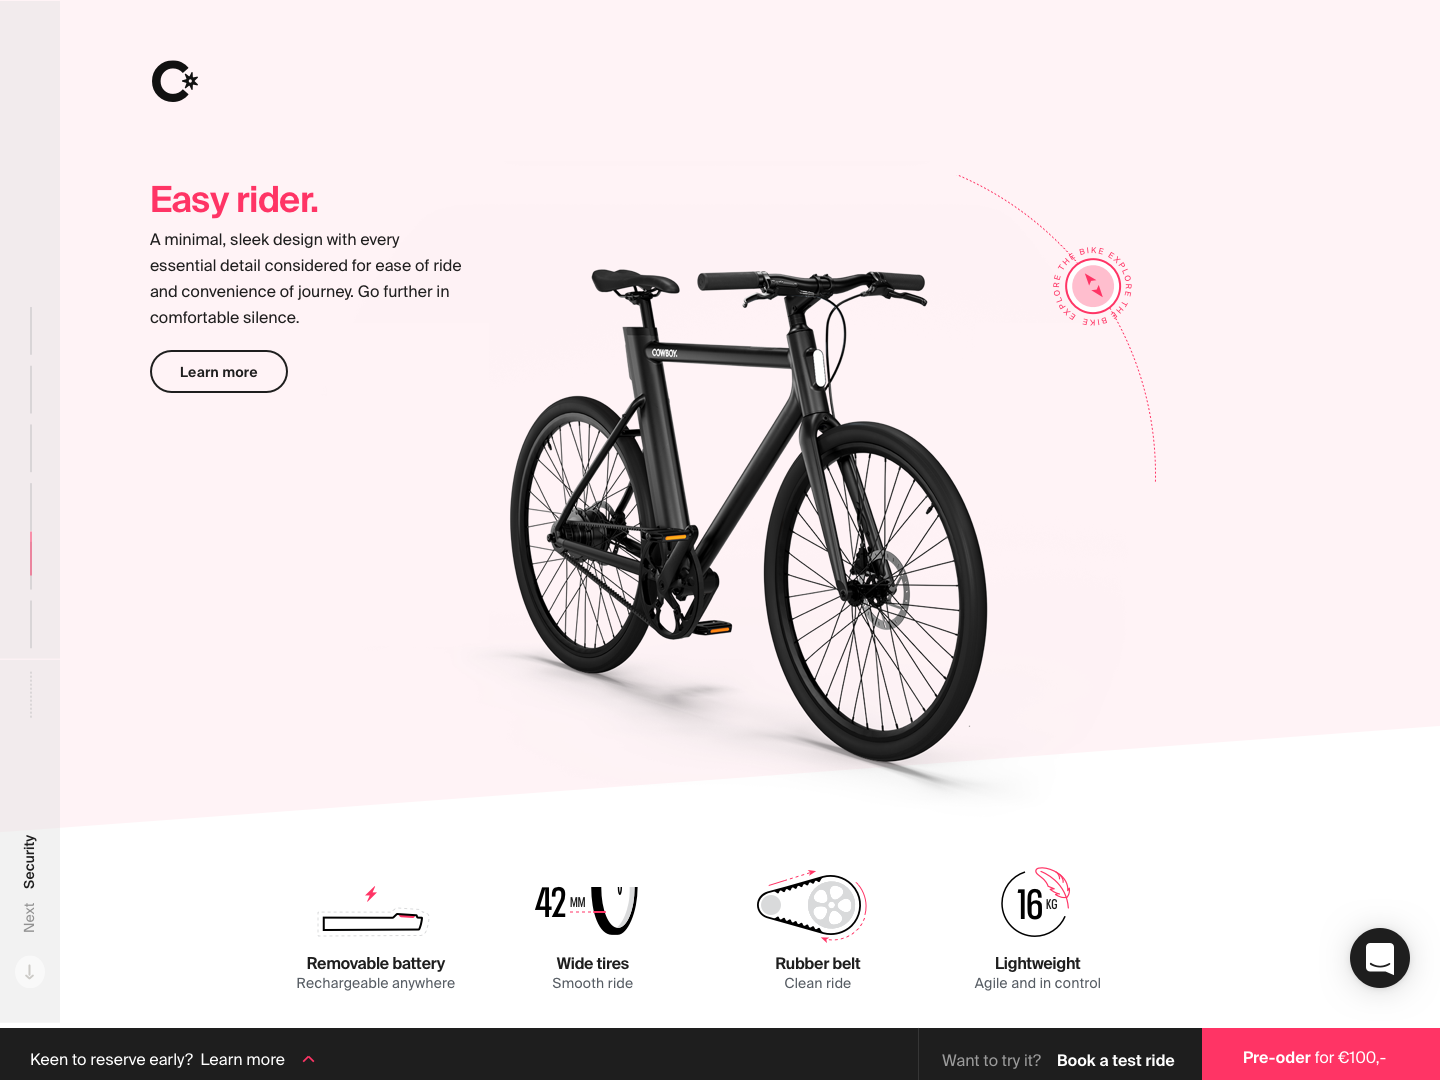 Easy rider.
A minimal, sleek design with every
essential detail considered for ease of ride
and convenience of journey. Go further in
comfortable silence.
Learn more
COWBOY.
EXPLORE THE BIKE EXPLORE THE BIKE
Next Security
42 MM
16 KG
Removable battery
Rechargeable anywhere
Wide tires
Smooth ride
Rubber belt
Clean ride
Lightweight
Agile and in control
Keen to reserve early? Learn more
Want to try it? Book a test ride
Pre-oder for €100,-